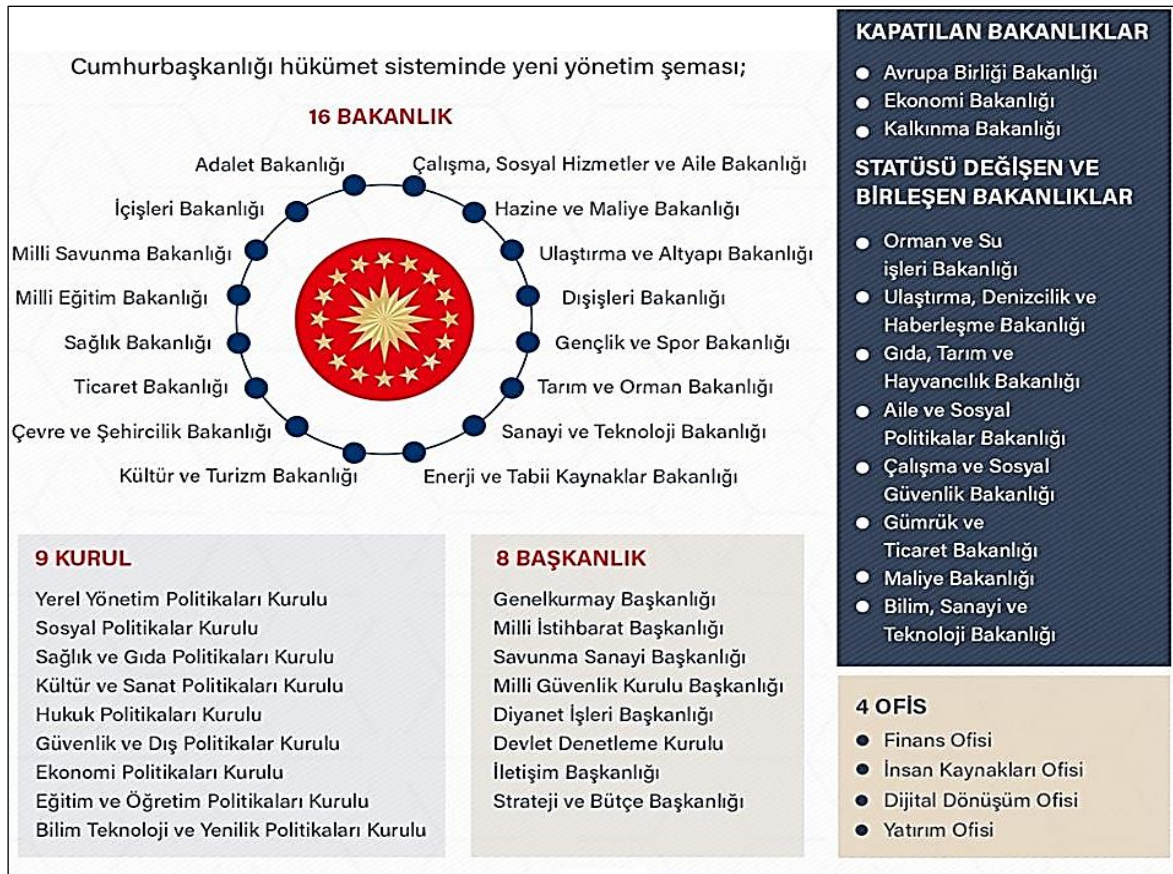 Cumhurbaşkanlığı hükümet sisteminde yeni yönetim şeması;
16 BAKANLIK
Adalet Bakanlığı
İçişleri Bakanlığı
Milli Savunma Bakanlığı
Milli Eğitim Bakanlığı
Sağlık Bakanlığı
Ticaret Bakanlığı
Çevre ve Şehircilik Bakanlığı
Kültür ve Turizm Bakanlığı
Çalışma, Sosyal Hizmetler ve Aile Bakanlığı
Hazine ve Maliye Bakanlığı
Ulaştırma ve Altyapı Bakanlığı
Dışişleri Bakanlığı
Gençlik ve Spor Bakanlığı
Tarım ve Orman Bakanlığı
Sanayi ve Teknoloji Bakanlığı
Enerji ve Tabii Kaynaklar Bakanlığı
9 KURUL
Yerel Yönetim Politikaları Kurulu
Sosyal Politikalar Kurulu
Sağlık ve Gıda Politikaları Kurulu
Kültür ve Sanat Politikaları Kurulu
Hukuk Politikaları Kurulu
Güvenlik ve Dış Politikalar Kurulu
Ekonomi Politikaları Kurulu
Eğitim ve Öğretim Politikaları Kurulu
Bilim Teknoloji ve Yenilik Politikaları Kurulu
8 BAŞKANLIK
Genelkurmay Başkanlığı
Milli İstihbarat Başkanlığı
Savunma Sanayi Başkanlığı
Milli Güvenlik Kurulu Başkanlığı
Diyanet İşleri Başkanlığı
Devlet Denetleme Kurulu
İletişim Başkanlığı
Strateji ve Bütçe Başkanlığı
KAPATILAN BAKANLIKLAR
Avrupa Birliği Bakanlığı
Ekonomi Bakanlığı
Kalkınma Bakanlığı
STATÜSÜ DEĞİŞEN VE
BİRLEŞEN BAKANLIKLAR
Orman ve Su
işleri Bakanlığı
Ulaştırma, Denizcilik ve
Haberleşme Bakanlığı
Gıda, Tarım ve
Hayvancılık Bakanlığı
Aile ve Sosyal
Politikalar Bakanlığı
Çalışma ve Sosyal
Güvenlik Bakanlığı
Gümrük ve
Ticaret Bakanlığı
Maliye Bakanlığı
Bilim, Sanayi ve
Teknoloji Bakanlığı
4 OFİS
Finans Ofisi
İnsan Kaynakları Ofisi
Dijital Dönüşüm Ofisi
Yatırım Ofisi